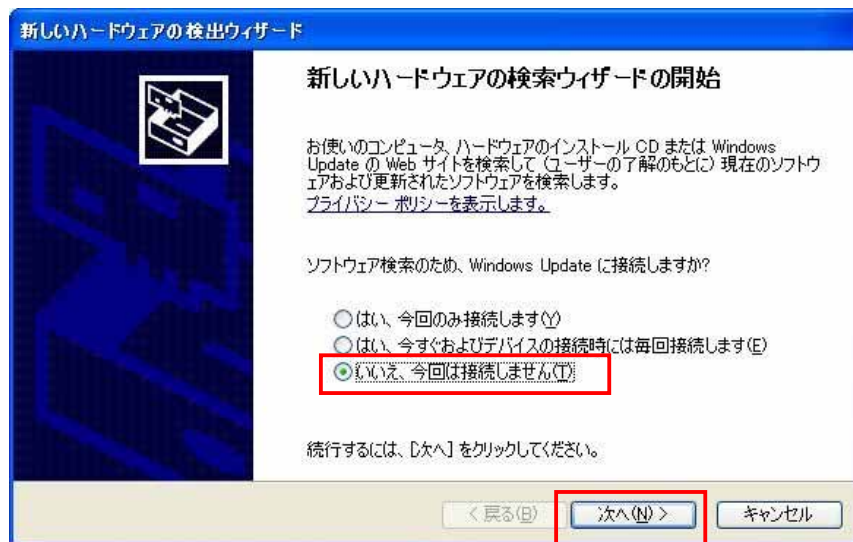 新しいハードウェアの検出ウィザード
新しいハードウェアの検索ウィザードの開始
お使いのコンピュータ、ハードウェアのインストール CD または Windows
Update の Web サイトを検索して (ユーザーの了解のもとに) 現在のソフトウ
ェアおよび更新されたソフトウェアを検索します。
プライバシー ポリシーを表示します。
ソフトウェア検索のため、Windows Update に接続しますか?
はい、今回のみ接続します(Y)
はい、今すぐおよびデバイスの接続時には毎回接続します(E)
いいえ、今回は接続しません(T)
続行するには、[次へ] をクリックしてください。
< 戻る(B)
次へ(N) >
キャンセル